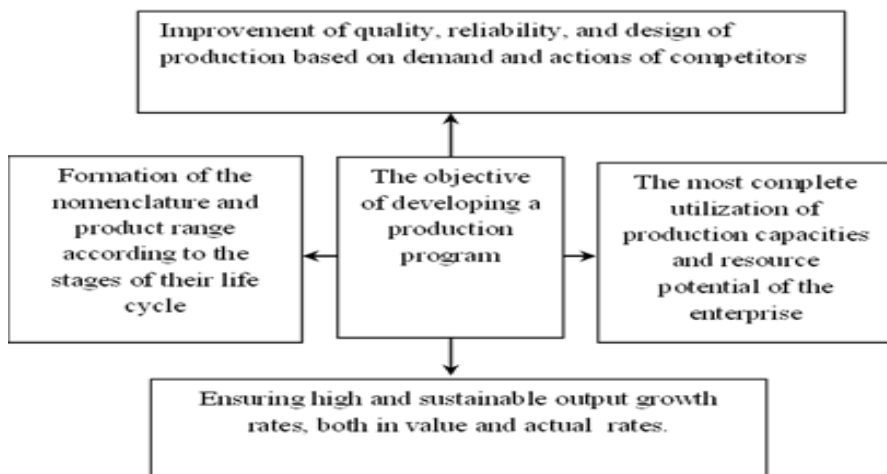 Improvement of quality, reliability, and design of
production based on demand and actions of competitors
Formation of the
nomenclature and
product range
according to the
stages of their life
cycle
The objective
of developing a
production
program
The most complete
utilization of
production capacities
and resource
potential of the
enterprise
Ensuring high and sustainable output growth
rates, both in value and actual rates.